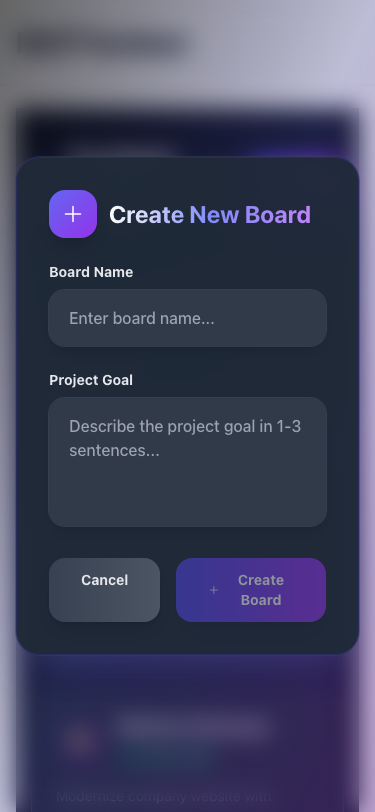 Create New Board
Board Name
Enter board name...
Project Goal
Describe the project goal in 1-3
sentences...
Cancel
+ Create
Board
Modernize company website with